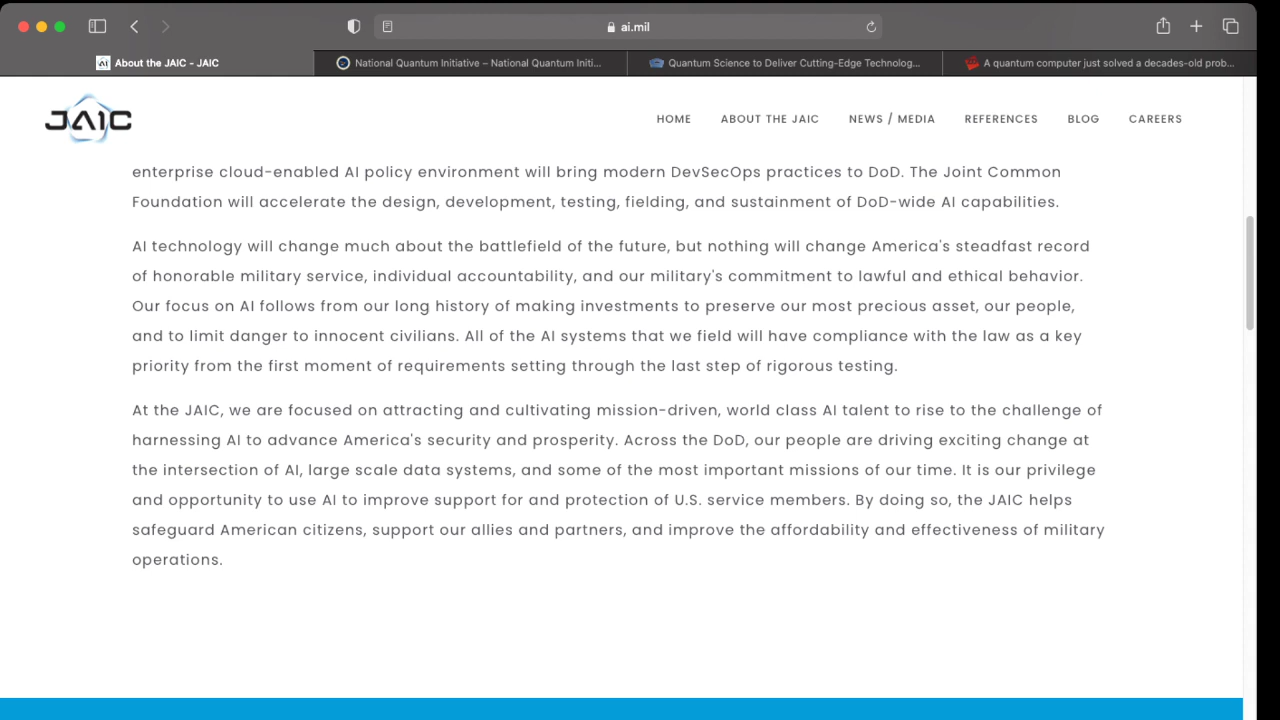 ai.mil
About the JAIC - JAIC
National Quantum Initiative – National Quantum Initi...
Quantum Science to Deliver Cutting-Edge Technolog...
A quantum computer just solved a decades-old prob...
JAIC
HOME
ABOUT THE JAIC
NEWS / MEDIA
REFERENCES
BLOG
CAREERS
enterprise cloud-enabled AI policy environment will bring modern DevSecOps practices to DoD. The Joint Common
Foundation will accelerate the design, development, testing, fielding, and sustainment of DoD-wide AI capabilities.
AI technology will change much about the battlefield of the future, but nothing will change America's steadfast record
of honorable military service, individual accountability, and our military's commitment to lawful and ethical behavior.
Our focus on AI follows from our long history of making investments to preserve our most precious asset, our people,
and to limit danger to innocent civilians. All of the AI systems that we field will have compliance with the law as a key
priority from the first moment of requirements setting through the last step of rigorous testing.
At the JAIC, we are focused on attracting and cultivating mission-driven, world class AI talent to rise to the challenge of
harnessing AI to advance America's security and prosperity. Across the DoD, our people are driving exciting change at
the intersection of AI, large scale data systems, and some of the most important missions of our time. It is our privilege
and opportunity to use AI to improve support for and protection of U.S. service members. By doing so, the JAIC helps
safeguard American citizens, support our allies and partners, and improve the affordability and effectiveness of military
operations.